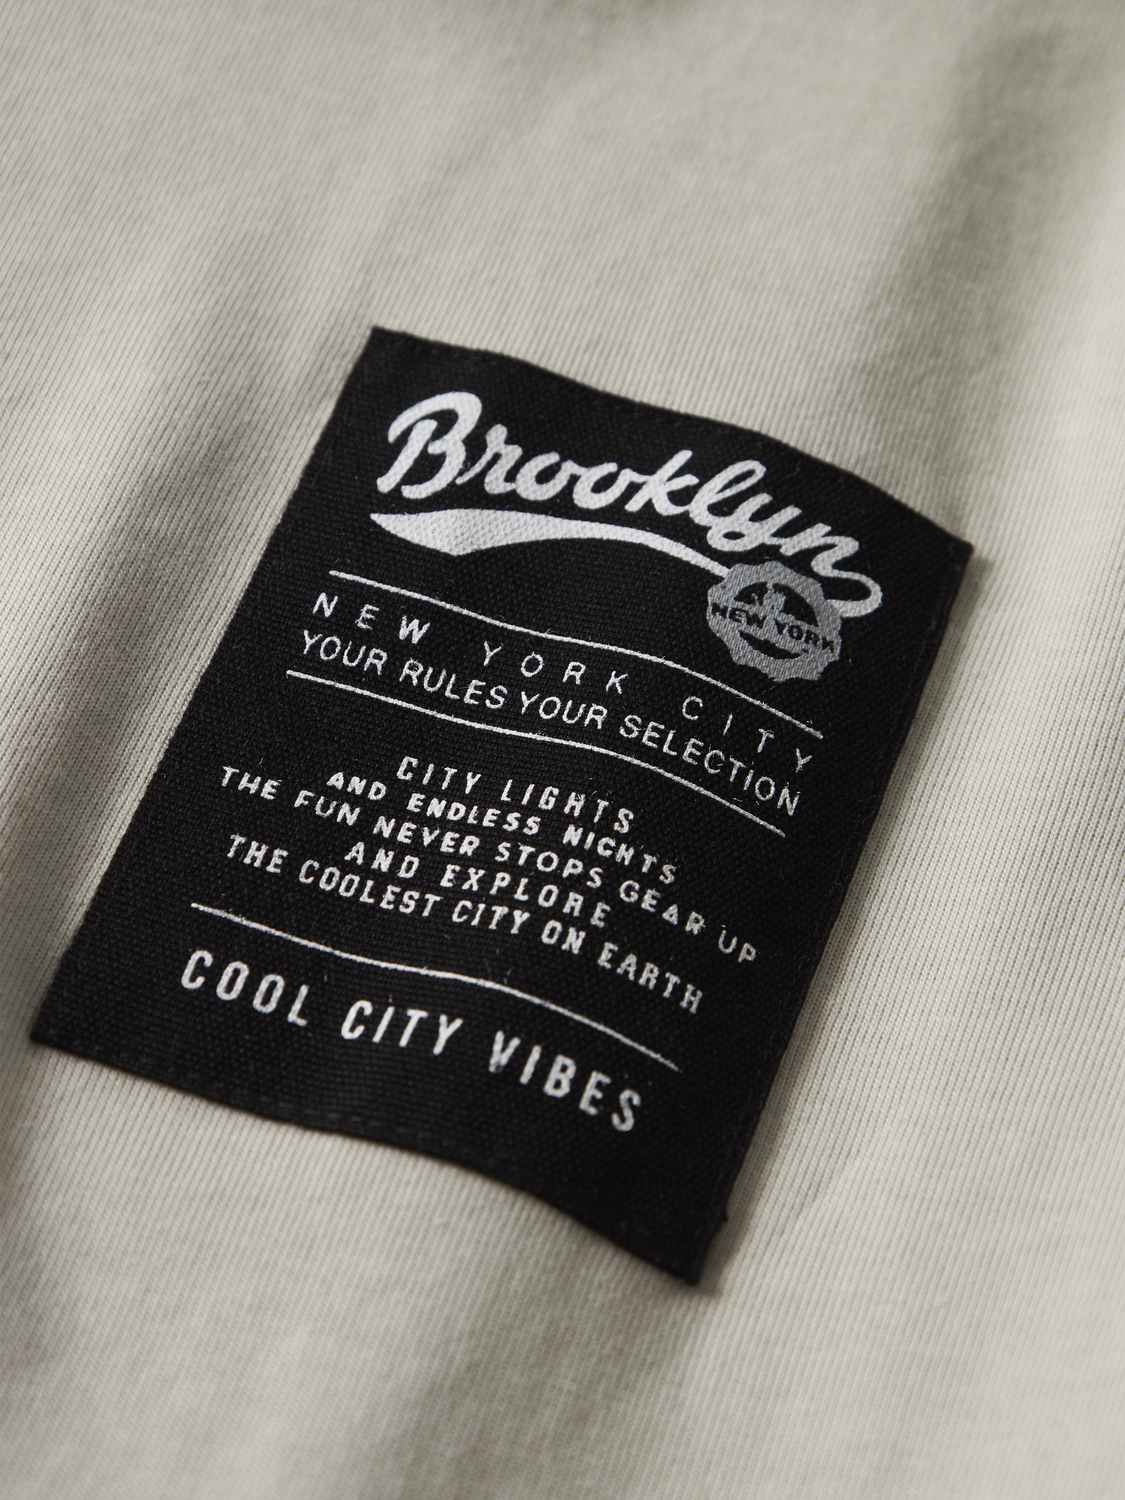 Brooklyn
NEW YORK
NEW YORK CITY
YOUR RULES YOUR SELECTION
CITY LIGHTS
AND ENDLESS NIGHTS
THE FUN NEVER STOPS GEAR UP
AND EXPLORE
THE COOLEST CITY ON EARTH
COOL CITY VIBES